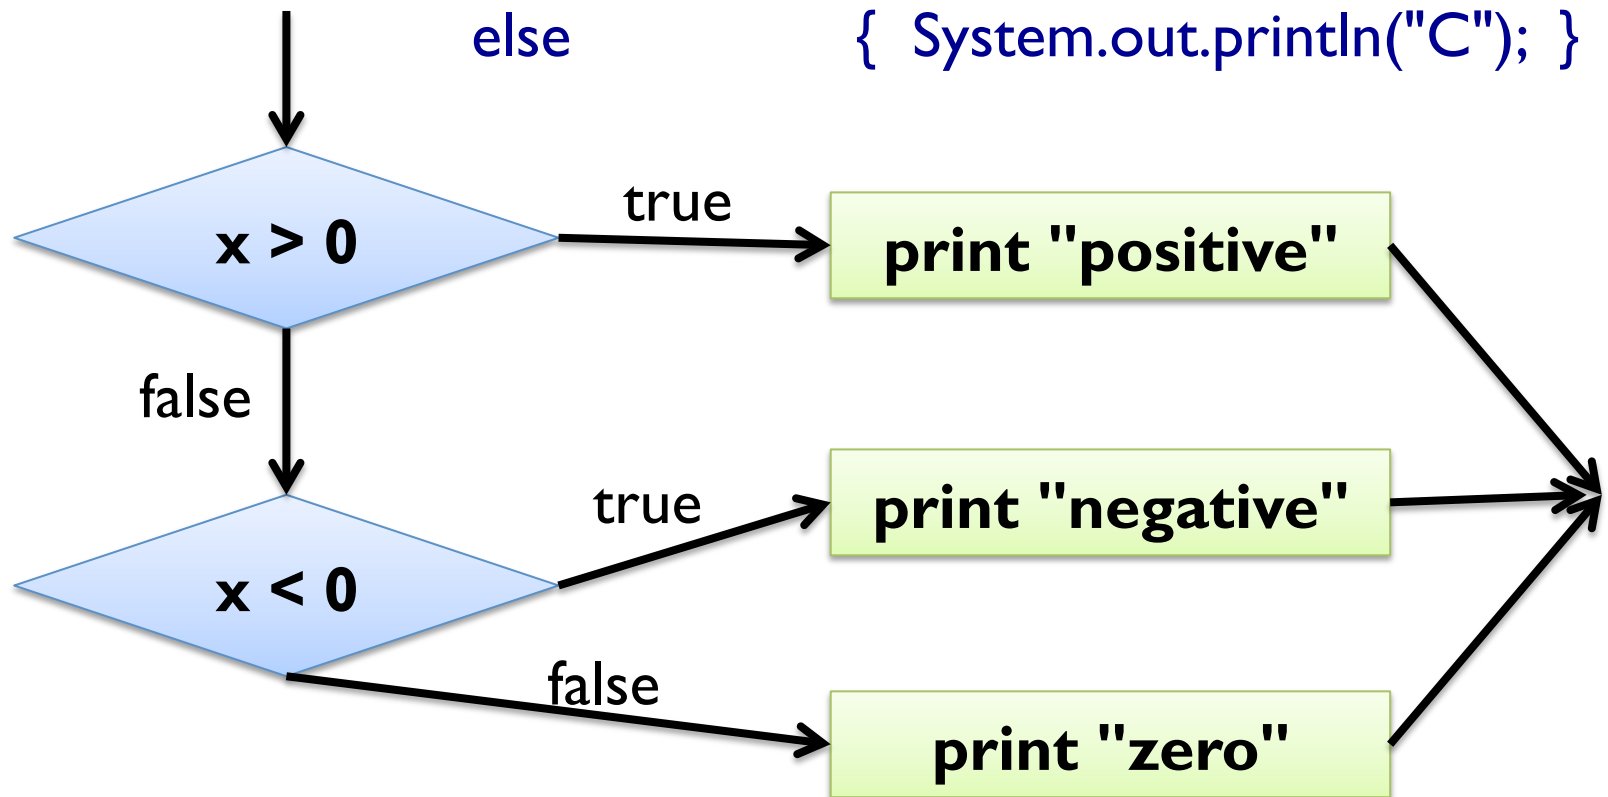 else { System.out.println("C"); }
true
x > 0
print "positive"
false
true
print "negative"
x < 0
false
print "zero"